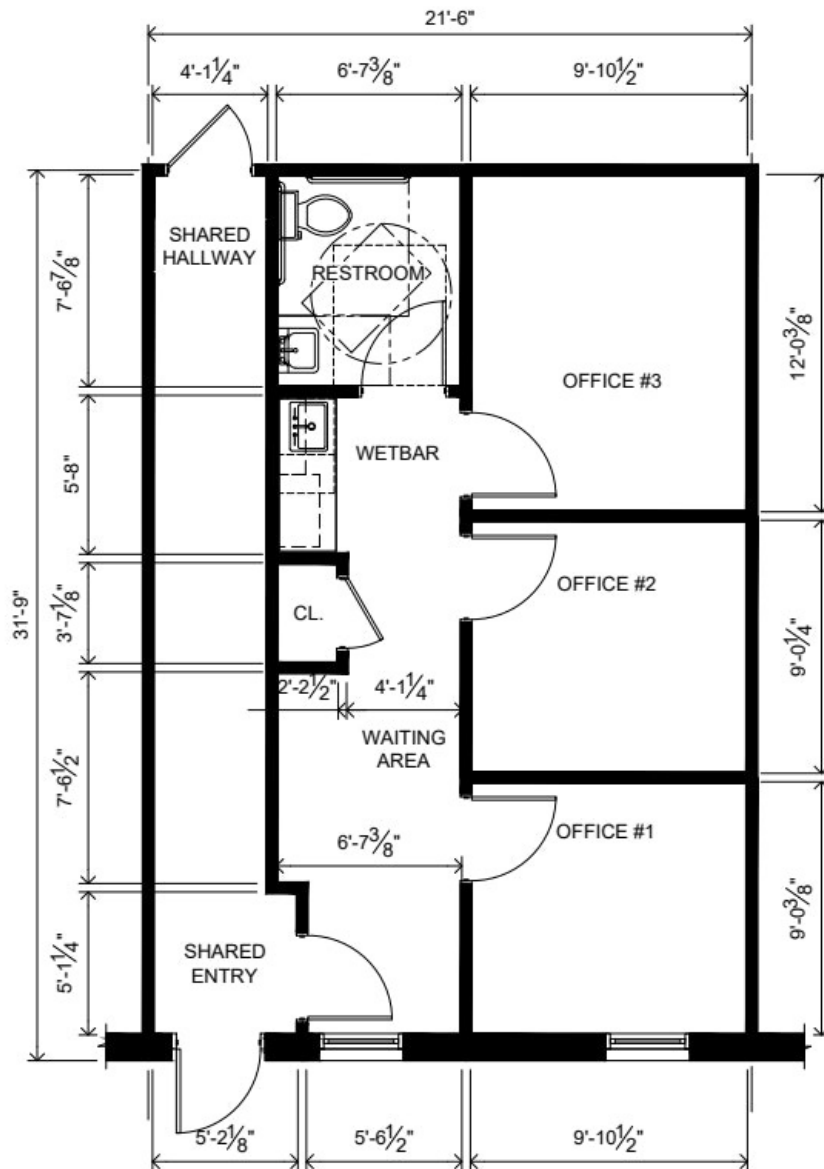 21'-6"
4'-1¼" 6'-7⅜" 9'-10½"
SHARED
HALLWAY
RESTROOM
7'-6⅞"
12'-0⅜"
OFFICE #3
WETBAR
5'-8"
31'-9"
3'-7⅛"
CL.
OFFICE #2
9'-0¼"
2'-2½" 4'-1¼"
WAITING
AREA
7'-6½"
6'-7⅜"
OFFICE #1
9'-0⅜"
SHARED
ENTRY
5'-1¼"
5'-2⅛" 5'-6½" 9'-10½"